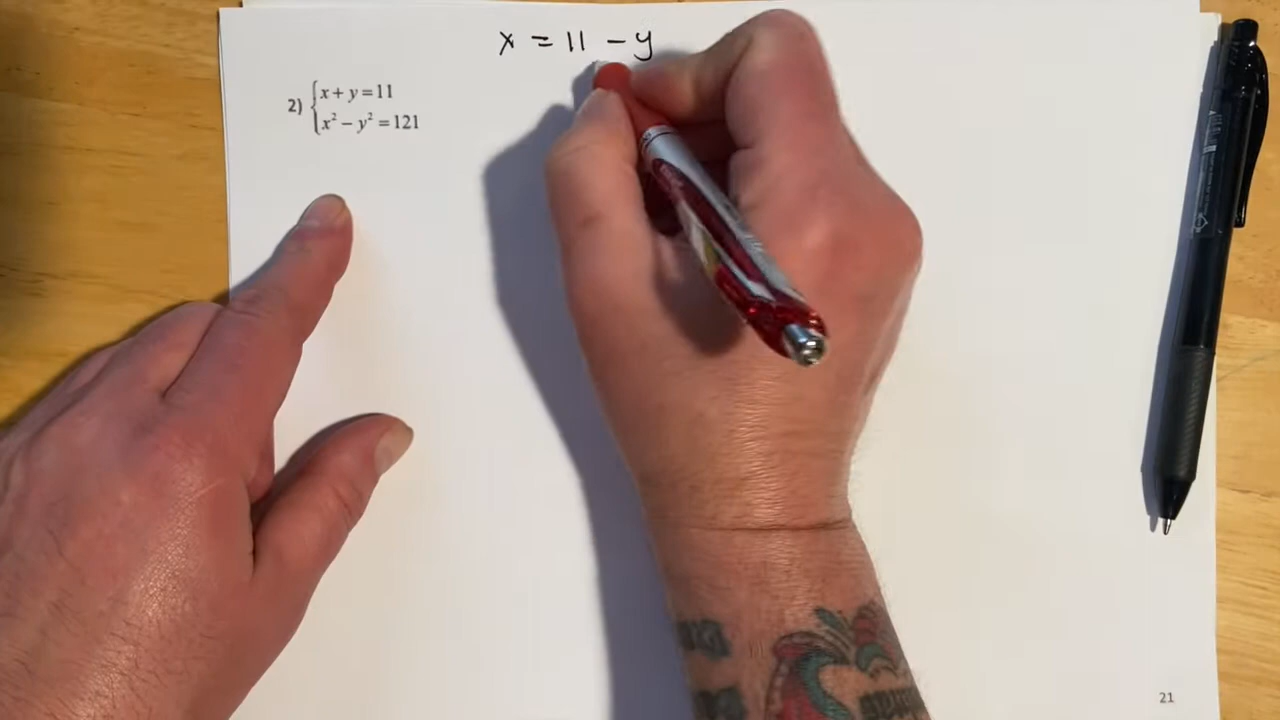 x = 11 - y
2) { x + y = 11
x² - y² = 121
21